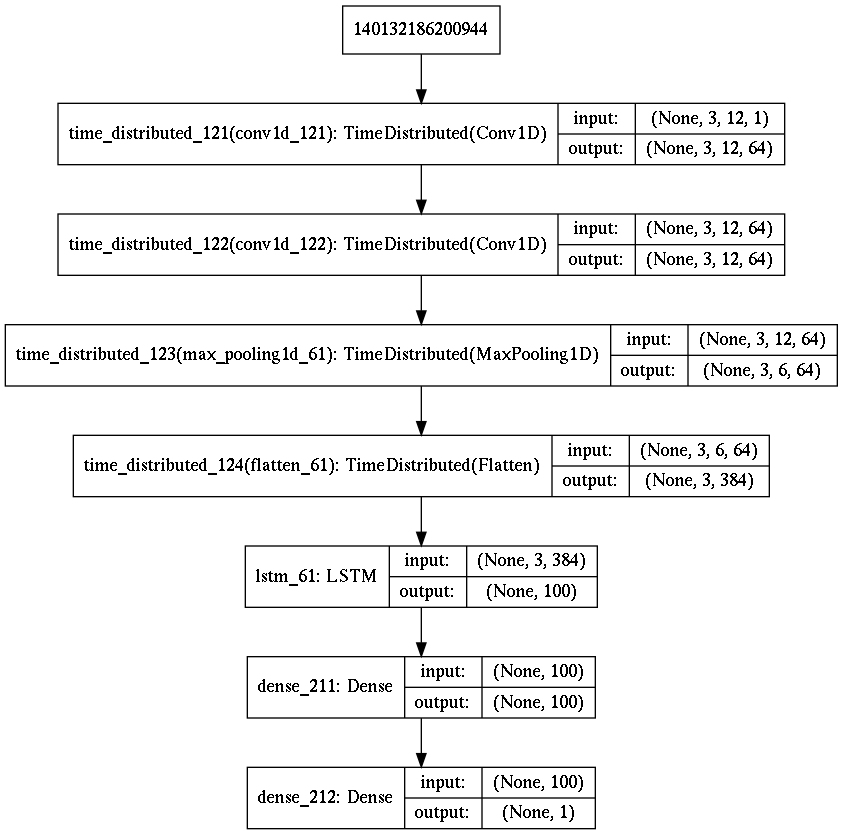 140132186200944
time_distributed_121(conv1d_121): TimeDistributed(Conv1D)
input: (None, 3, 12, 1)
output: (None, 3, 12, 64)
time_distributed_122(conv1d_122): TimeDistributed(Conv1D)
input: (None, 3, 12, 64)
output: (None, 3, 12, 64)
time_distributed_123(max_pooling1d_61): TimeDistributed(MaxPooling1D)
input: (None, 3, 12, 64)
output: (None, 3, 6, 64)
time_distributed_124(flatten_61): TimeDistributed(Flatten)
input: (None, 3, 6, 64)
output: (None, 3, 384)
lstm_61: LSTM
input: (None, 3, 384)
output: (None, 100)
dense_211: Dense
input: (None, 100)
output: (None, 100)
dense_212: Dense
input: (None, 100)
output: (None, 1)